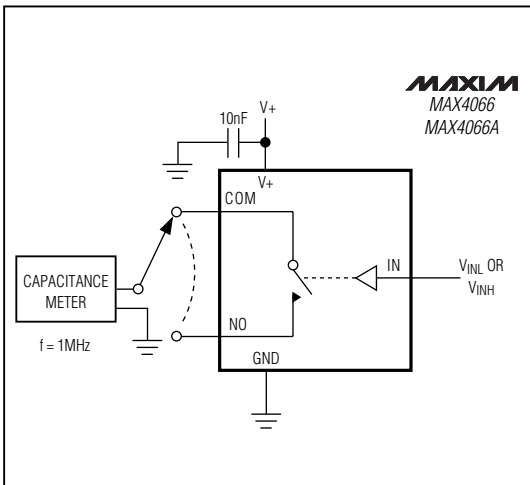 MAXIM
MAX4066
MAX4066A
V+
10nF
V+
COM
IN
VINL OR
VINH
CAPACITANCE
METER
NO
f = 1MHz
GND